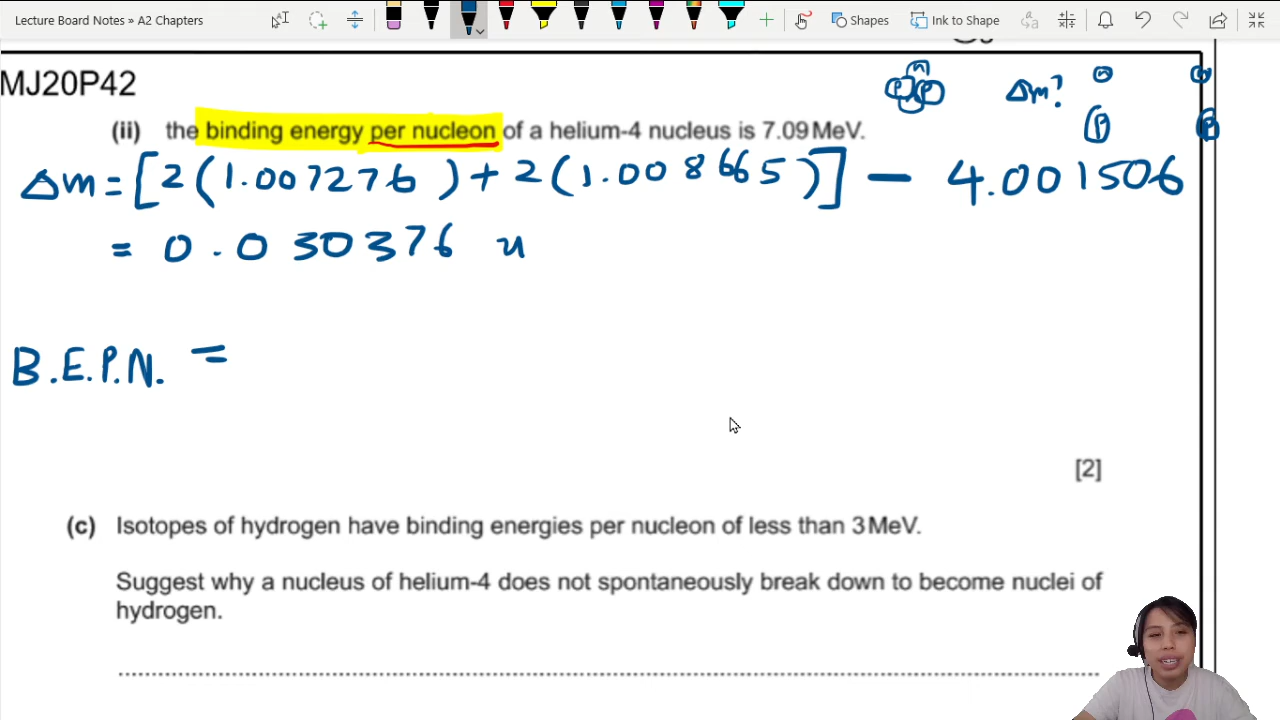 Lecture Board Notes – A2 Chapters
Shapes
Ink to Shape
MJ20P42
n
P P
Δm?
n
P
n
P
(ii) the binding energy per nucleon of a helium-4 nucleus is 7.09 MeV.
Δm = [2(1.007276) + 2(1.008665)] − 4.001506
= 0.030376 u
B.E.P.N. =
[2]
(c) Isotopes of hydrogen have binding energies per nucleon of less than 3 MeV.
Suggest why a nucleus of helium-4 does not spontaneously break down to become nuclei of
hydrogen.